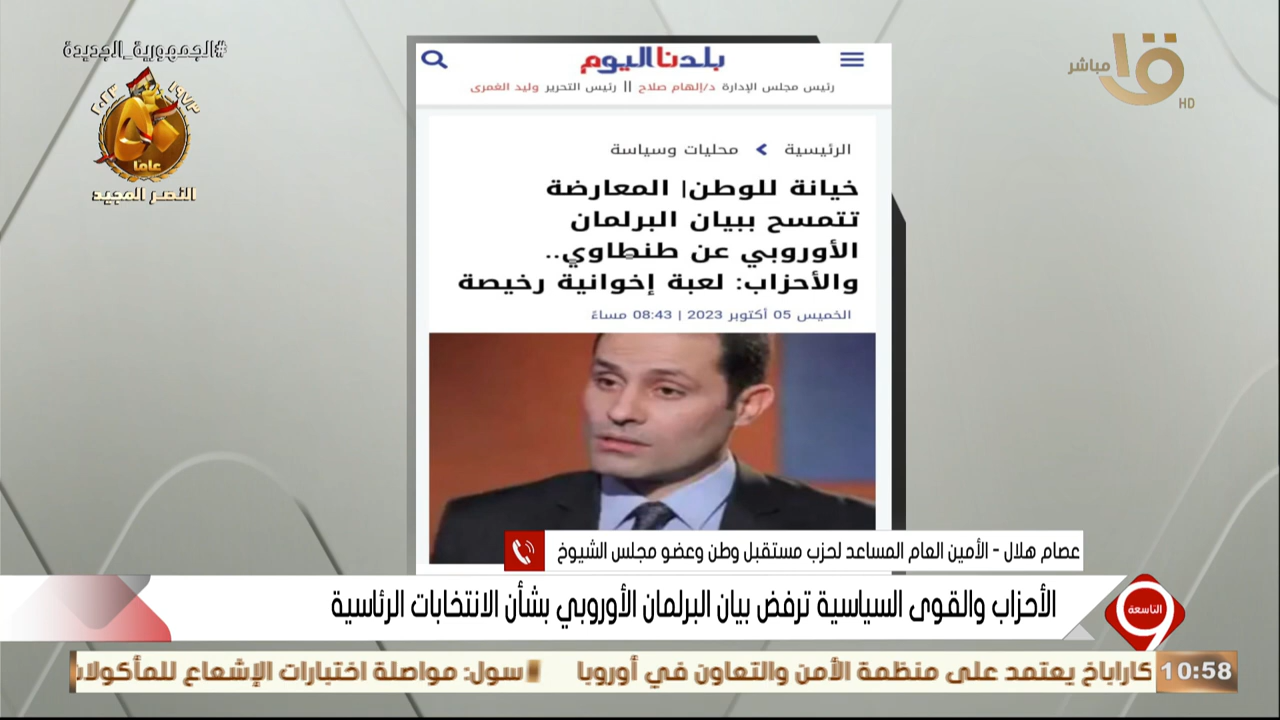 #الجمهورية_الجديدة
١٩٧٣
٢٠٢٣
٥٠
عامًا
النصر المجيد
مباشر
HD
بلدنا اليوم
رئيس مجلس الإدارة د/إلهام صلاح || رئيس التحرير وليد الغمرى
الرئيسية > محليات وسياسة
خيانة للوطن| المعارضة
تتمسح ببيان البرلمان
الأوروبي عن طنطاوي..
والأحزاب: لعبة إخوانية رخيصة
الخميس 05 أكتوبر 2023 | 08:43 مساءً
عصام هلال - الأمين العام المساعد لحزب مستقبل وطن وعضو مجلس الشيوخ
الأحزاب والقوى السياسية ترفض بيان البرلمان الأوروبي بشأن الانتخابات الرئاسية
التاسعة
9
10:58 كاراباخ يعتمد على منظمة الأمن والتعاون في أوروبا سول: مواصلة اختبارات الإشعاع للمأكولات